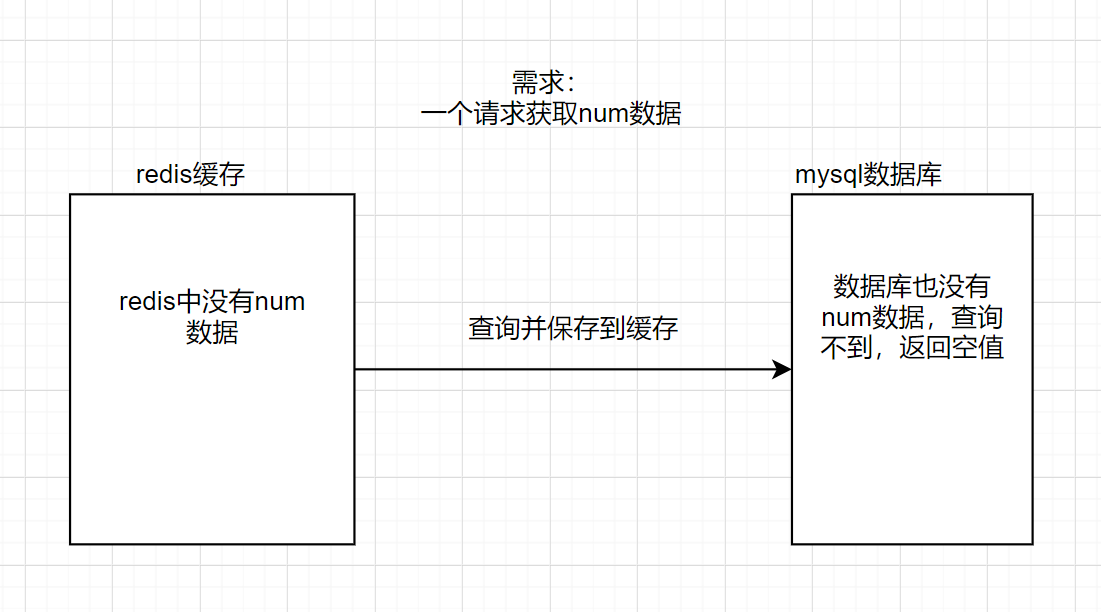 需求：
一个请求获取num数据
redis缓存
mysql数据库
redis中没有num
数据
查询并保存到缓存
数据库也没有
num数据，查询
不到，返回空值